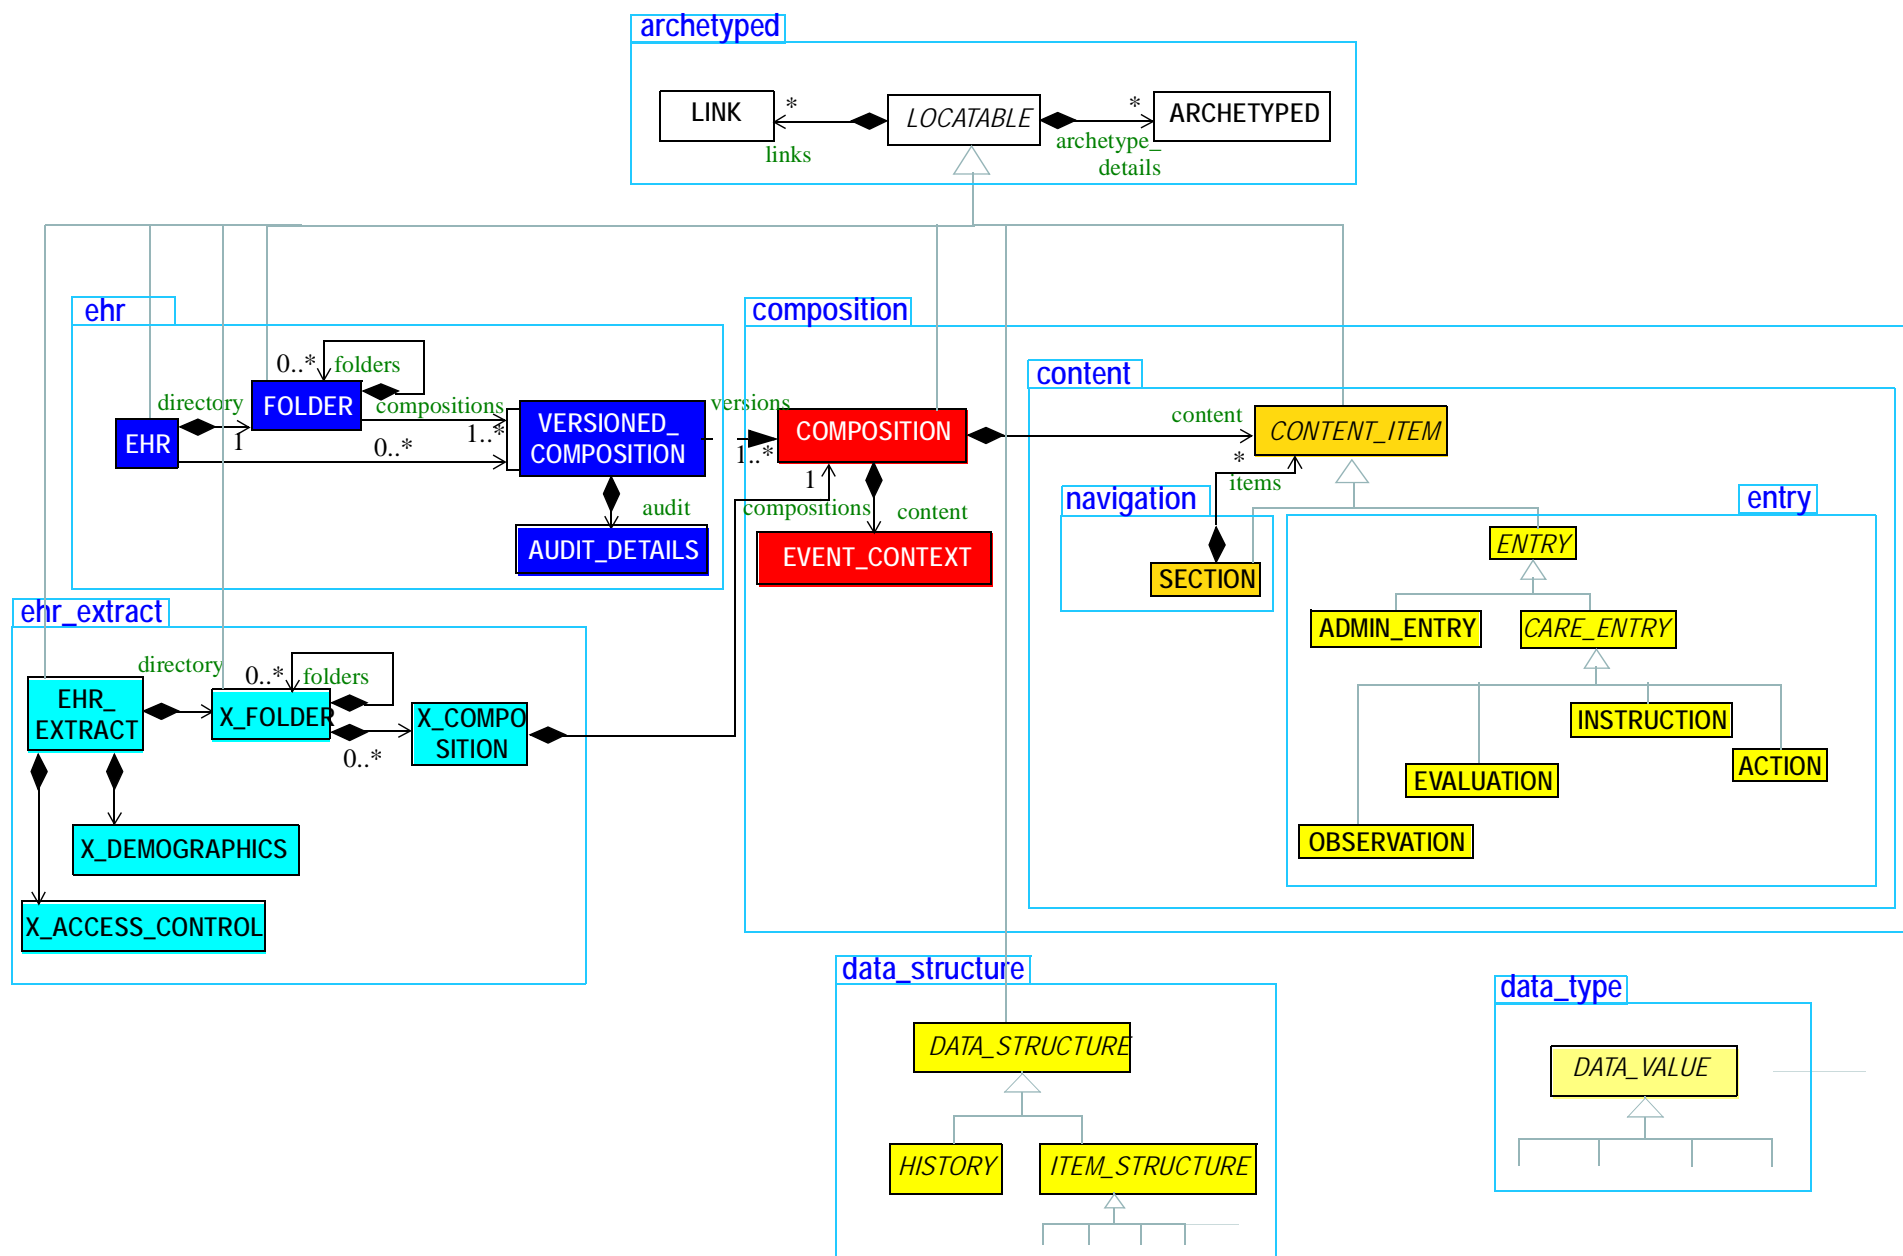 archetyped
LINK
*
links
LOCATABLE
*
archetype_
details
ARCHETYPED
ehr
0..*
folders
directory
FOLDER
compositions
EHR
1
0..*
1..*
VERSIONED_
COMPOSITION
versions
1..*
audit
AUDIT_DETAILS
composition
COMPOSITION
1
compositions
content
EVENT_CONTEXT
content
content
CONTENT_ITEM
*
items
navigation
SECTION
entry
ENTRY
ADMIN_ENTRY
CARE_ENTRY
INSTRUCTION
ACTION
EVALUATION
OBSERVATION
ehr_extract
directory
0..*
folders
EHR_
EXTRACT
X_FOLDER
0..*
X_COMPO
SITION
X_DEMOGRAPHICS
X_ACCESS_CONTROL
data_structure
DATA_STRUCTURE
HISTORY
ITEM_STRUCTURE
data_type
DATA_VALUE